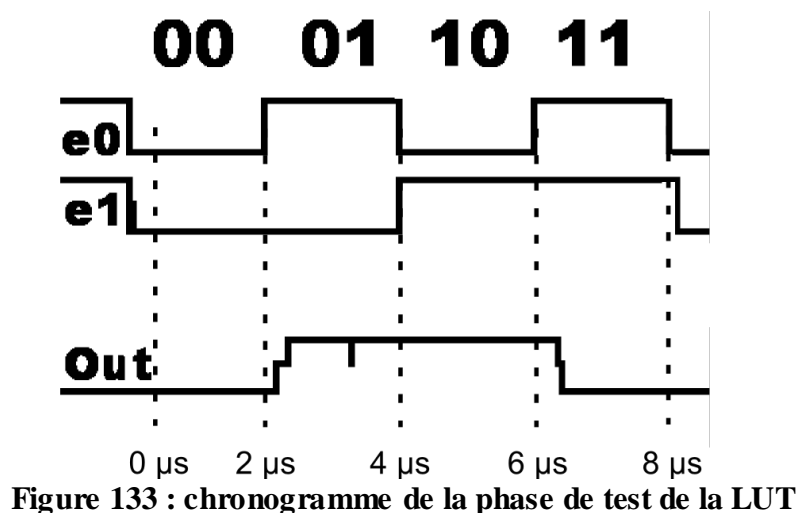 00 01 10 11
e0
e1
Out
0 µs 2 µs 4 µs 6 µs 8 µs
Figure 133 : chronogramme de la phase de test de la LUT